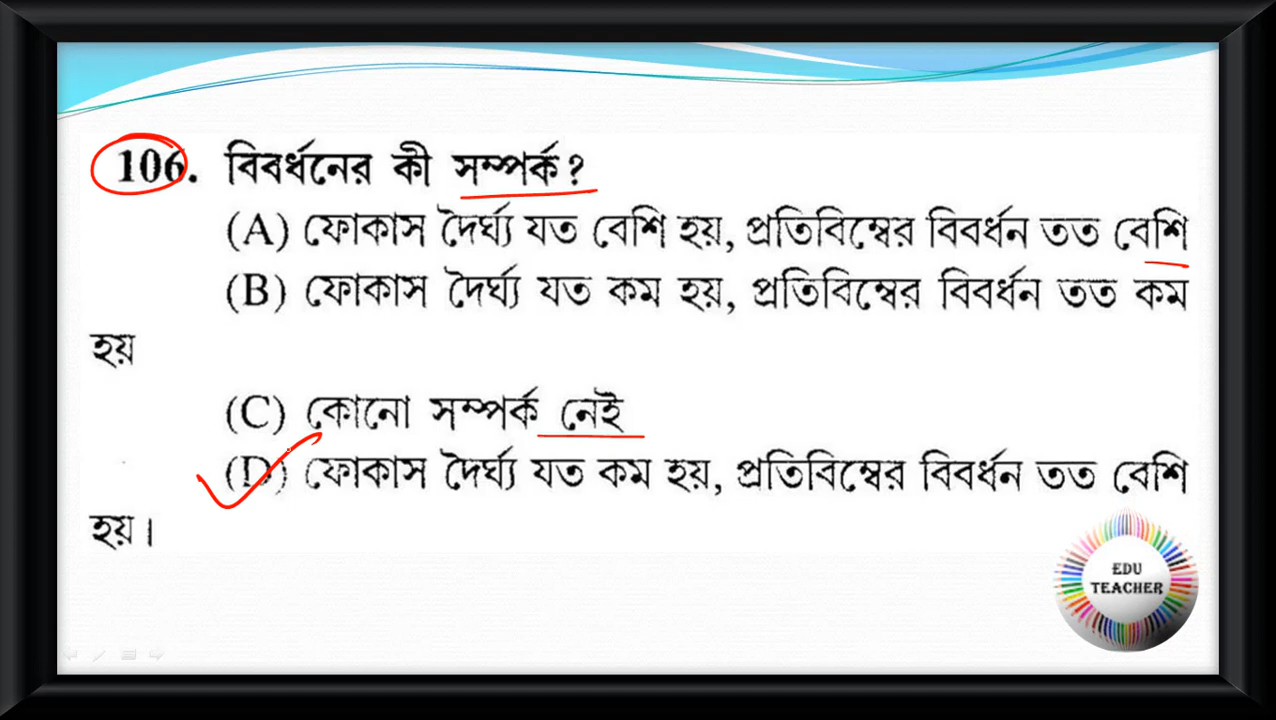 106. বিবর্ধনের কী সম্পর্ক?
(A) ফোকাস দৈর্ঘ্য যত বেশি হয়, প্রতিবিম্বের বিবর্ধন তত বেশি
(B) ফোকাস দৈর্ঘ্য যত কম হয়, প্রতিবিম্বের বিবর্ধন তত কম
হয়
(C) কোনো সম্পর্ক নেই
(D) ফোকাস দৈর্ঘ্য যত কম হয়, প্রতিবিম্বের বিবর্ধন তত বেশি
হয়।
EDU
TEACHER